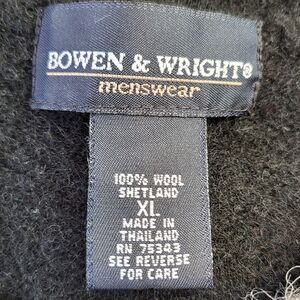 BOWEN & WRIGHT®
menswear
100% WOOL
SHETLAND
XL
MADE IN
THAILAND
RN 75343
SEE REVERSE
FOR CARE